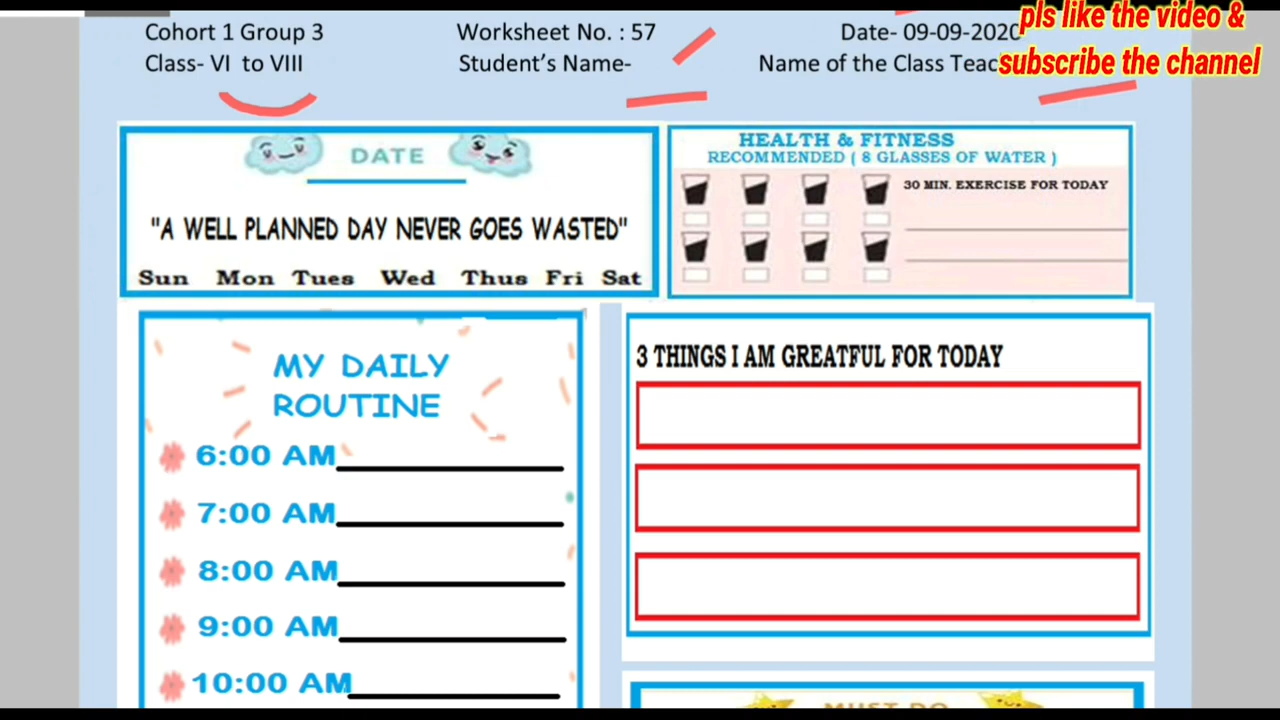 pls like the video &
subscribe the channel
Cohort 1 Group 3
Worksheet No. : 57
Date- 09-09-2020
Class- VI to VIII
Student's Name-
Name of the Class
DATE
"A WELL PLANNED DAY NEVER GOES WASTED"
Sun Mon Tues Wed Thus Fri Sat
HEALTH & FITNESS
RECOMMENDED ( 8 GLASSES OF WATER )
30 MIN. EXERCISE FOR TODAY
MY DAILY
ROUTINE
6:00 AM
7:00 AM
8:00 AM
9:00 AM
10:00 AM
3 THINGS I AM GREATFUL FOR TODAY
MUST DO